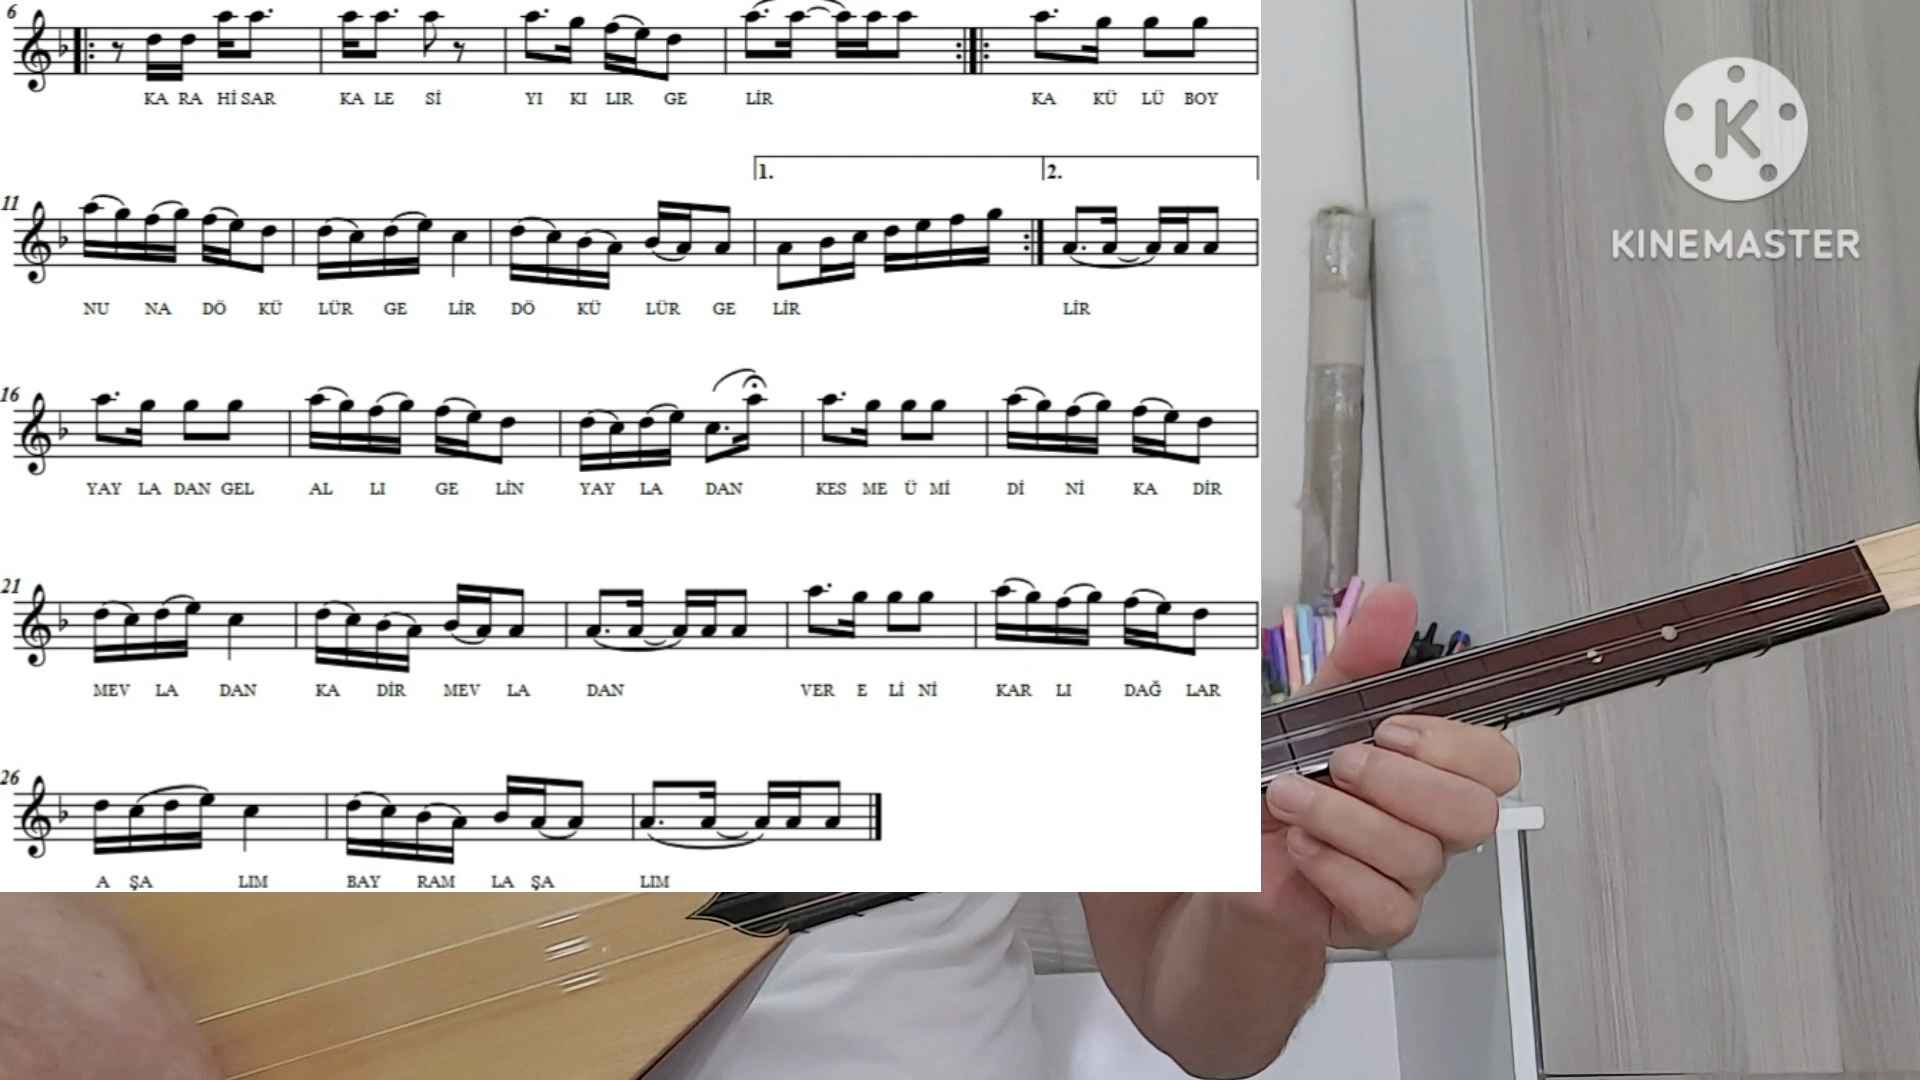 6
KA RA Hİ SAR KA LE Sİ YI KI LIR GE LİR KA KÜ LÜ BOY
1. 2.
11
NU NA DÖ KÜ LÜR GE LİR DÖ KÜ LÜR GE LİR LİR
16
YAY LA DAN GEL AL LI GE LİN YAY LA DAN KES ME Ü Mİ Dİ Nİ KA DİR
21
MEV LA DAN KA DİR MEV LA DAN VER E Lİ Nİ KAR LI DAĞ LAR
26
A ŞA LIM BAY RAM LA ŞA LIM
K
KINEMASTER